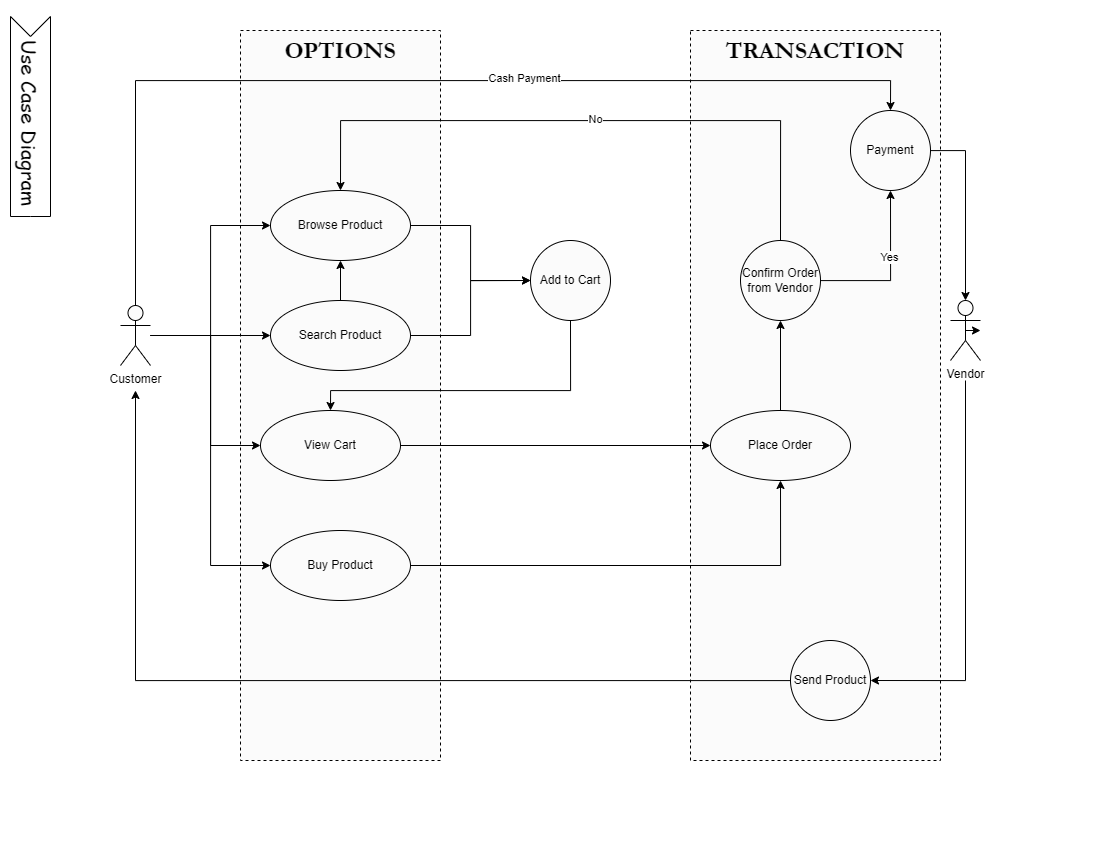 Use Case Diagram
OPTIONS
TRANSACTION
Cash Payment
No
Payment
Browse Product
Yes
Add to Cart
Confirm Order
from Vendor
Search Product
Customer
Vendor
View Cart
Place Order
Buy Product
Send Product